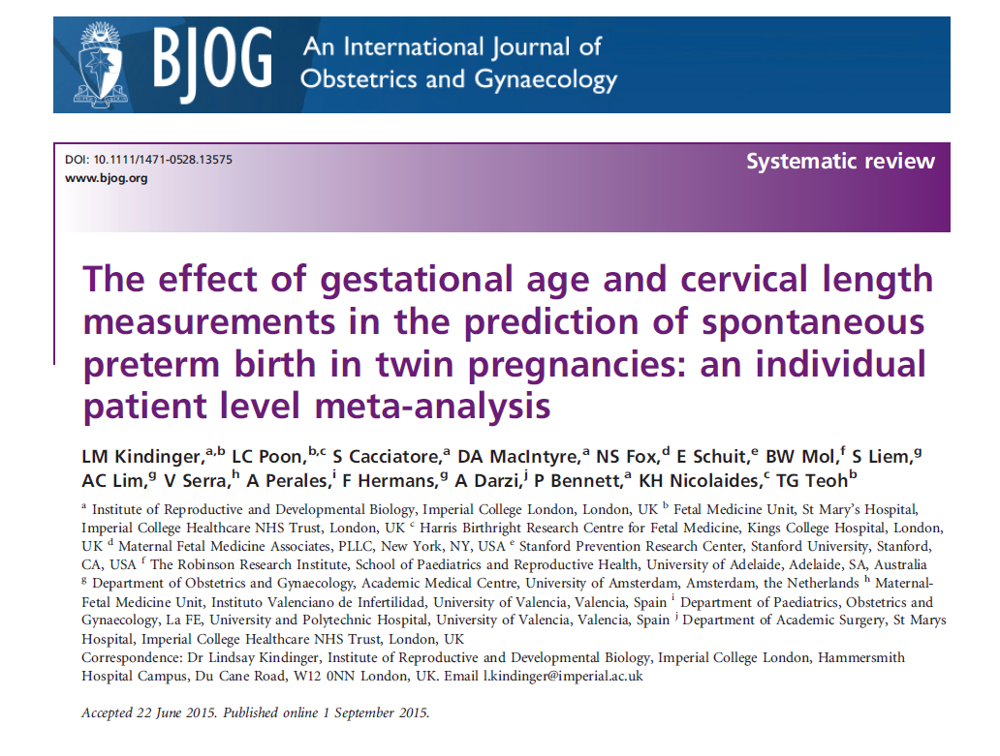 BJOG
An International Journal of
Obstetrics and Gynaecology
DOI: 10.1111/1471-0528.13575
www.bjog.org
Systematic review
The effect of gestational age and cervical length
measurements in the prediction of spontaneous
preterm birth in twin pregnancies: an individual
patient level meta-analysis
LM Kindinger,a,b LC Poon,b,c S Cacciatore,a DA MacIntyre,a NS Fox,d E Schuit,e BW Mol,f S Liem,g
AC Lim,g V Serra,h A Perales,i F Hermans,g A Darzi,j P Bennett,a KH Nicolaides,c TG Teohb
a Institute of Reproductive and Developmental Biology, Imperial College London, London, UK b Fetal Medicine Unit, St Mary's Hospital,
Imperial College Healthcare NHS Trust, London, UK c Harris Birthright Research Centre for Fetal Medicine, Kings College Hospital, London,
UK d Maternal Fetal Medicine Associates, PLLC, New York, NY, USA e Stanford Prevention Research Center, Stanford University, Stanford,
CA, USA f The Robinson Research Institute, School of Paediatrics and Reproductive Health, University of Adelaide, Adelaide, SA, Australia
g Department of Obstetrics and Gynaecology, Academic Medical Centre, University of Amsterdam, Amsterdam, the Netherlands h Maternal-
Fetal Medicine Unit, Instituto Valenciano de Infertilidad, University of Valencia, Valencia, Spain i Department of Paediatrics, Obstetrics and
Gynaecology, La FE, University and Polytechnic Hospital, University of Valencia, Valencia, Spain j Department of Academic Surgery, St Marys
Hospital, Imperial College Healthcare NHS Trust, London, UK
Correspondence: Dr Lindsay Kindinger, Institute of Reproductive and Developmental Biology, Imperial College London, Hammersmith
Hospital Campus, Du Cane Road, W12 0NN London, UK. Email l.kindinger@imperial.ac.uk
Accepted 22 June 2015. Published online 1 September 2015.